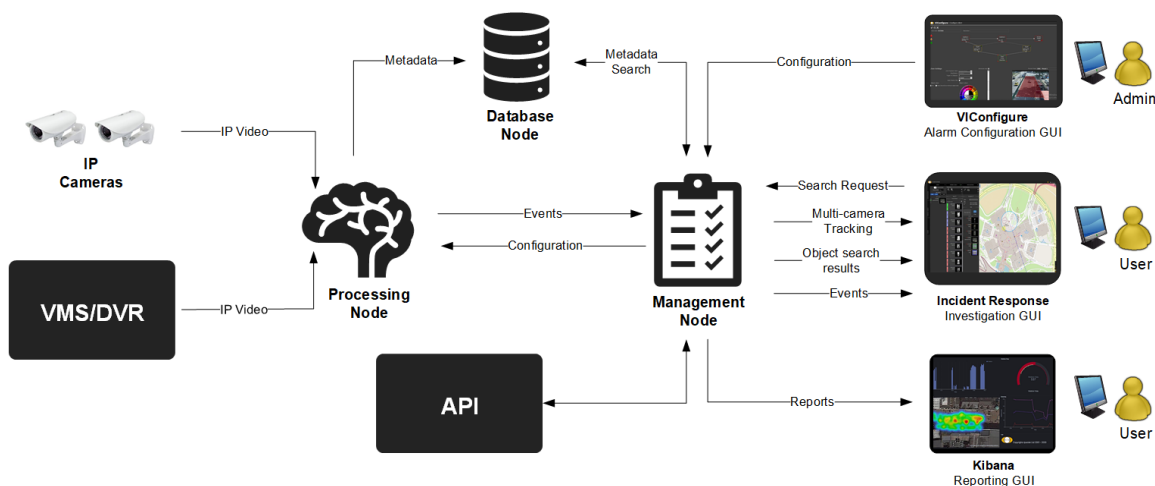 Metadata
Metadata
Search
Configuration
Database
Node
VIConfigure
Alarm Configuration GUI
Admin
IP Video
IP
Cameras
Search Request
Events
Multi-camera
Tracking
Configuration
Object search
results
User
VMS/DVR
IP Video
Processing
Node
Management
Node
Events
Incident Response
Investigation GUI
API
Reports
User
Kibana
Reporting GUI